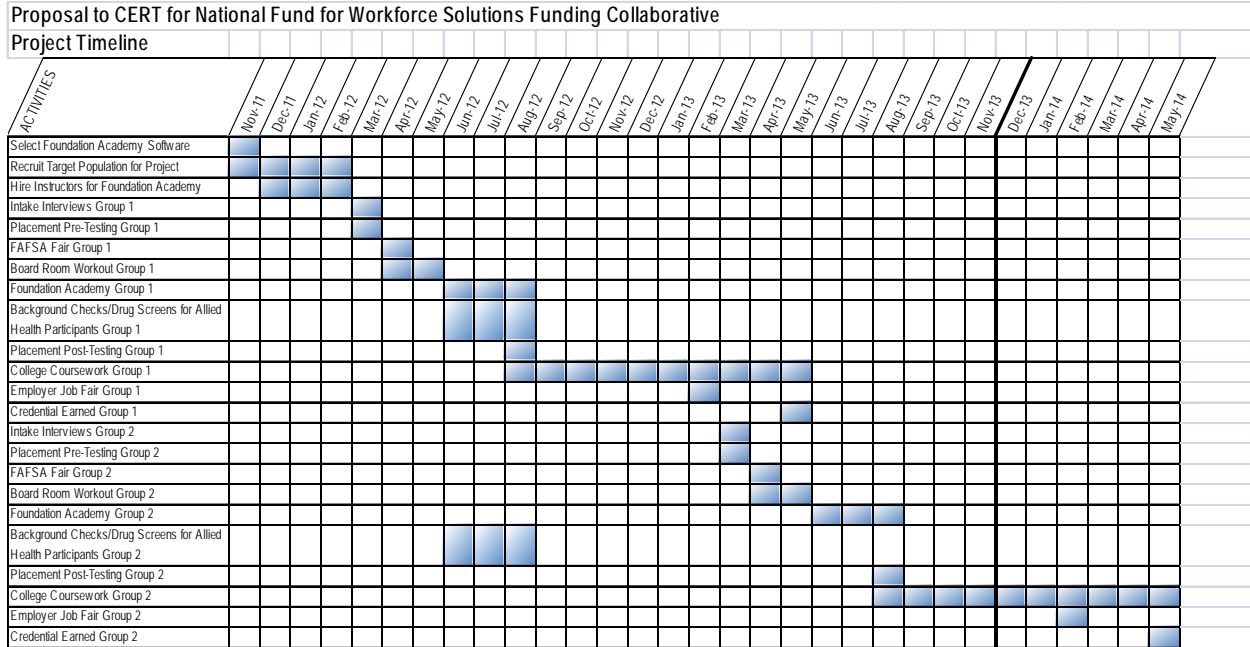 Proposal to CERT for National Fund for Workforce Solutions Funding Collaborative
Project Timeline
ACTIVITIES Nov-11 Dec-11 Jan-12 Feb-12 Mar-12 Apr-12 May-12 Jun-12 Jul-12 Aug-12 Sep-12 Oct-12 Nov-12 Dec-12 Jan-13 Feb-13 Mar-13 Apr-13 May-13 Jun-13 Jul-13 Aug-13 Sep-13 Oct-13 Nov-13 Dec-13 Jan-14 Feb-14 Mar-14 Apr-14 May-14
Select Foundation Academy Software
Recruit Target Population for Project
Hire Instructors for Foundation Academy
Intake Interviews Group 1
Placement Pre-Testing Group 1
FAFSA Fair Group 1
Board Room Workout Group 1
Foundation Academy Group 1
Background Checks/Drug Screens for Allied
Health Participants Group 1
Placement Post-Testing Group 1
College Coursework Group 1
Employer Job Fair Group 1
Credential Earned Group 1
Intake Interviews Group 2
Placement Pre-Testing Group 2
FAFSA Fair Group 2
Board Room Workout Group 2
Foundation Academy Group 2
Background Checks/Drug Screens for Allied
Health Participants Group 2
Placement Post-Testing Group 2
College Coursework Group 2
Employer Job Fair Group 2
Credential Earned Group 2